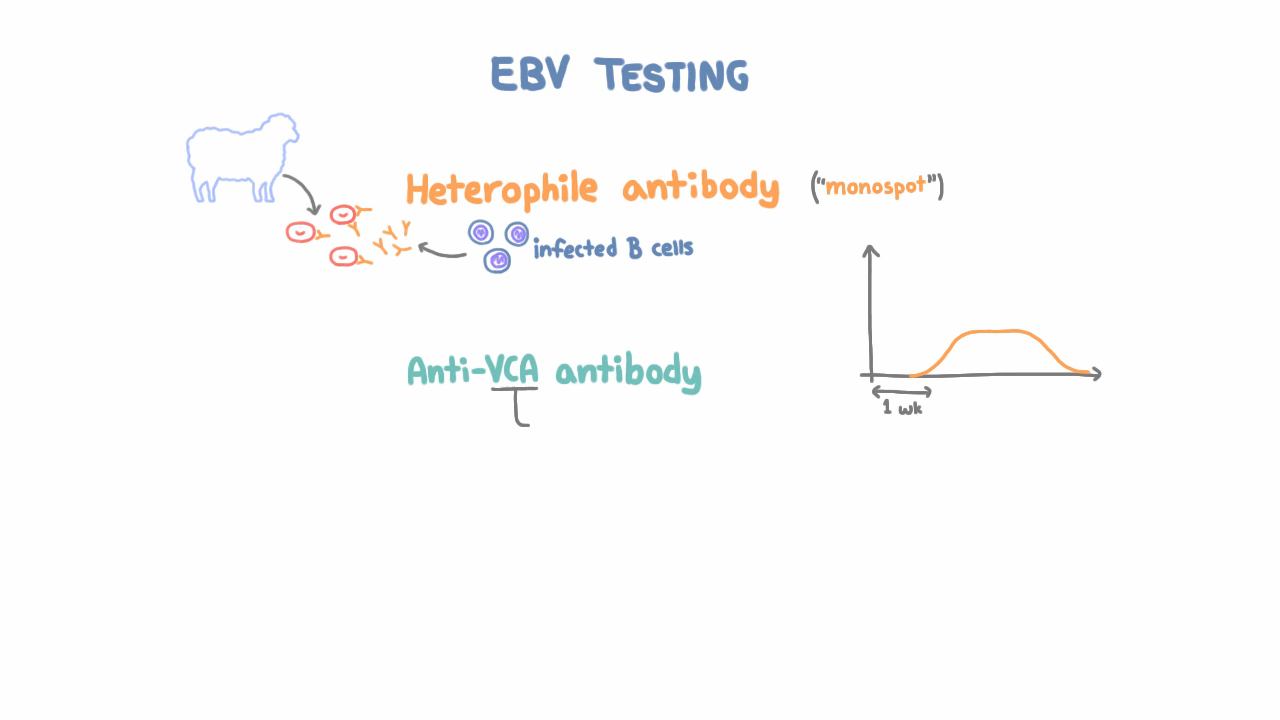 EBV TESTING
Heterophile antibody ("monospot")
infected B cells
Anti-VCA antibody
1 wk